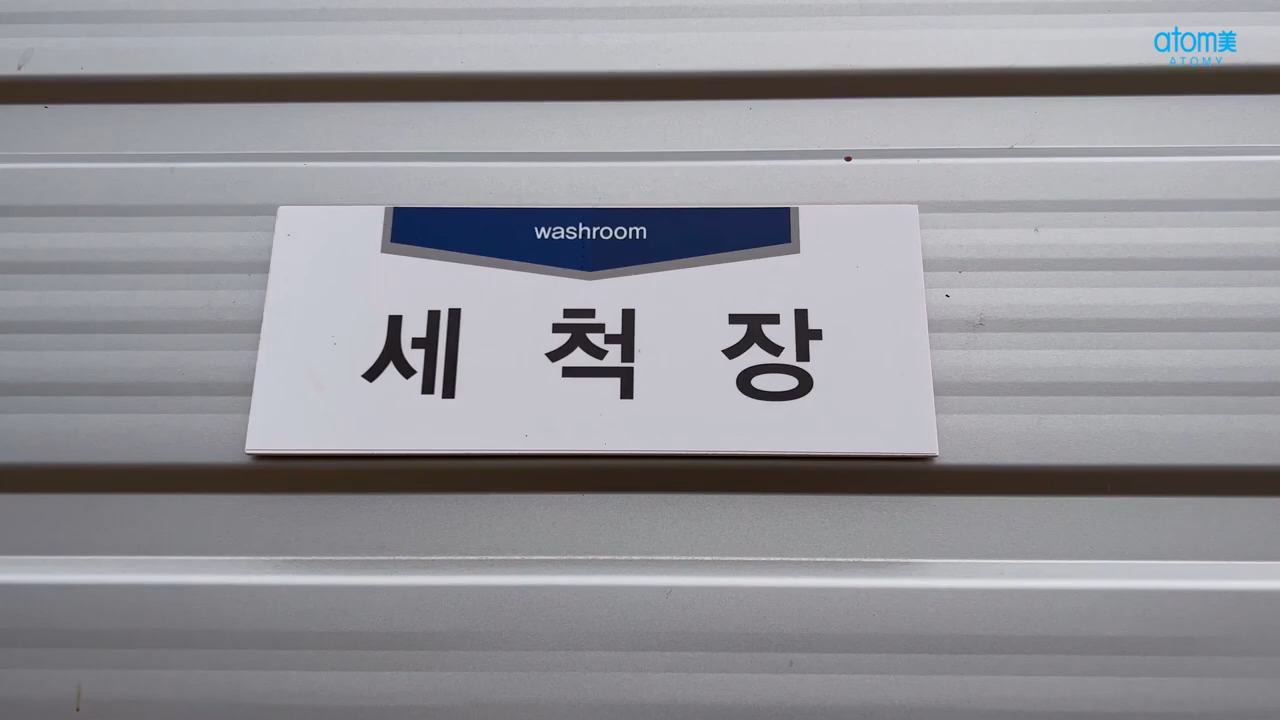 atom美
ATOMY
washroom
세 척 장